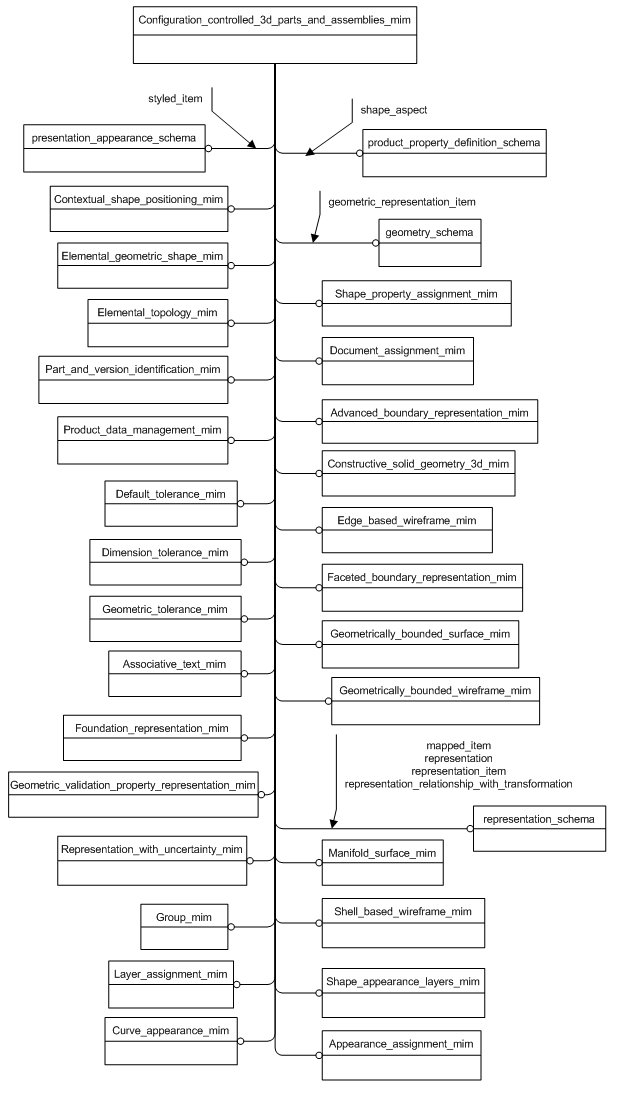 Configuration_controlled_3d_parts_and_assemblies_mim
styled_item
shape_aspect
presentation_appearance_schema
product_property_definition_schema
Contextual_shape_positioning_mim
geometric_representation_item
geometry_schema
Elemental_geometric_shape_mim
Shape_property_assignment_mim
Elemental_topology_mim
Document_assignment_mim
Part_and_version_identification_mim
Advanced_boundary_representation_mim
Product_data_management_mim
Constructive_solid_geometry_3d_mim
Default_tolerance_mim
Edge_based_wireframe_mim
Dimension_tolerance_mim
Faceted_boundary_representation_mim
Geometric_tolerance_mim
Geometrically_bounded_surface_mim
Associative_text_mim
Geometrically_bounded_wireframe_mim
Foundation_representation_mim
mapped_item
representation
representation_item
representation_relationship_with_transformation
Geometric_validation_property_representation_mim
representation_schema
Representation_with_uncertainty_mim
Manifold_surface_mim
Group_mim
Shell_based_wireframe_mim
Layer_assignment_mim
Shape_appearance_layers_mim
Curve_appearance_mim
Appearance_assignment_mim